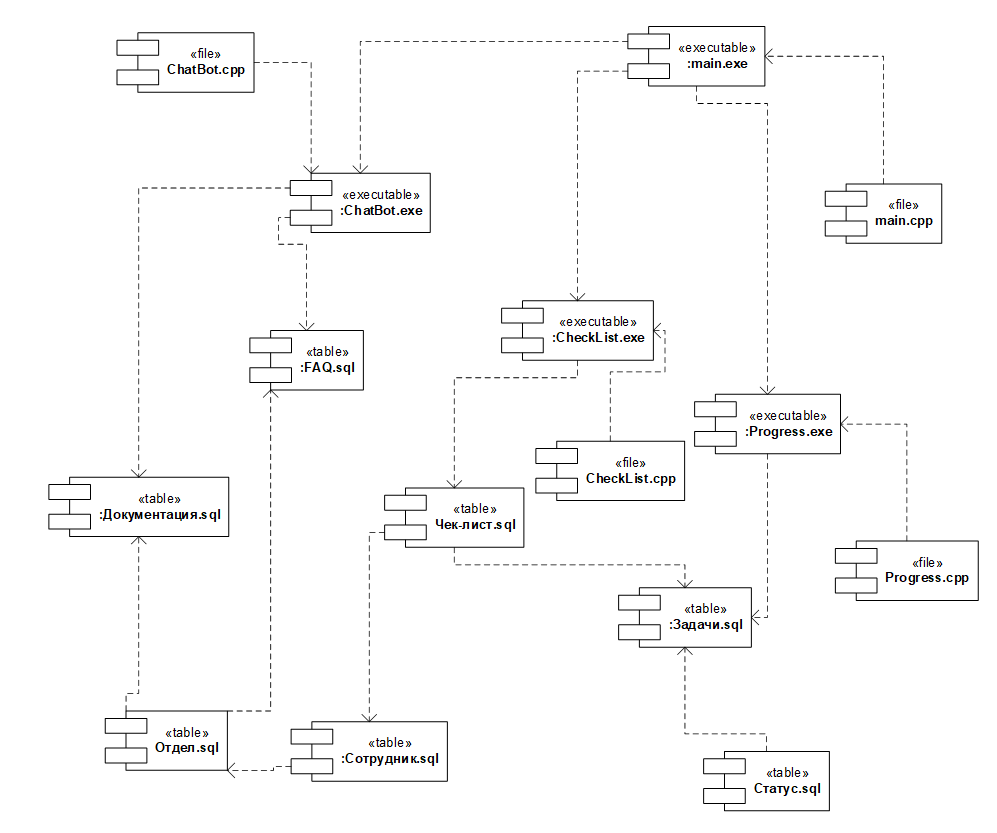 «file»
ChatBot.cpp
«executable»
:main.exe
«executable»
:ChatBot.exe
«file»
main.cpp
«executable»
:CheckList.exe
«table»
:FAQ.sql
«executable»
:Progress.exe
«file»
CheckList.cpp
«table»
:Документация.sql
«table»
Чек-лист.sql
«file»
Progress.cpp
«table»
:Задачи.sql
«table»
Отдел.sql
«table»
:Сотрудник.sql
«table»
Статус.sql